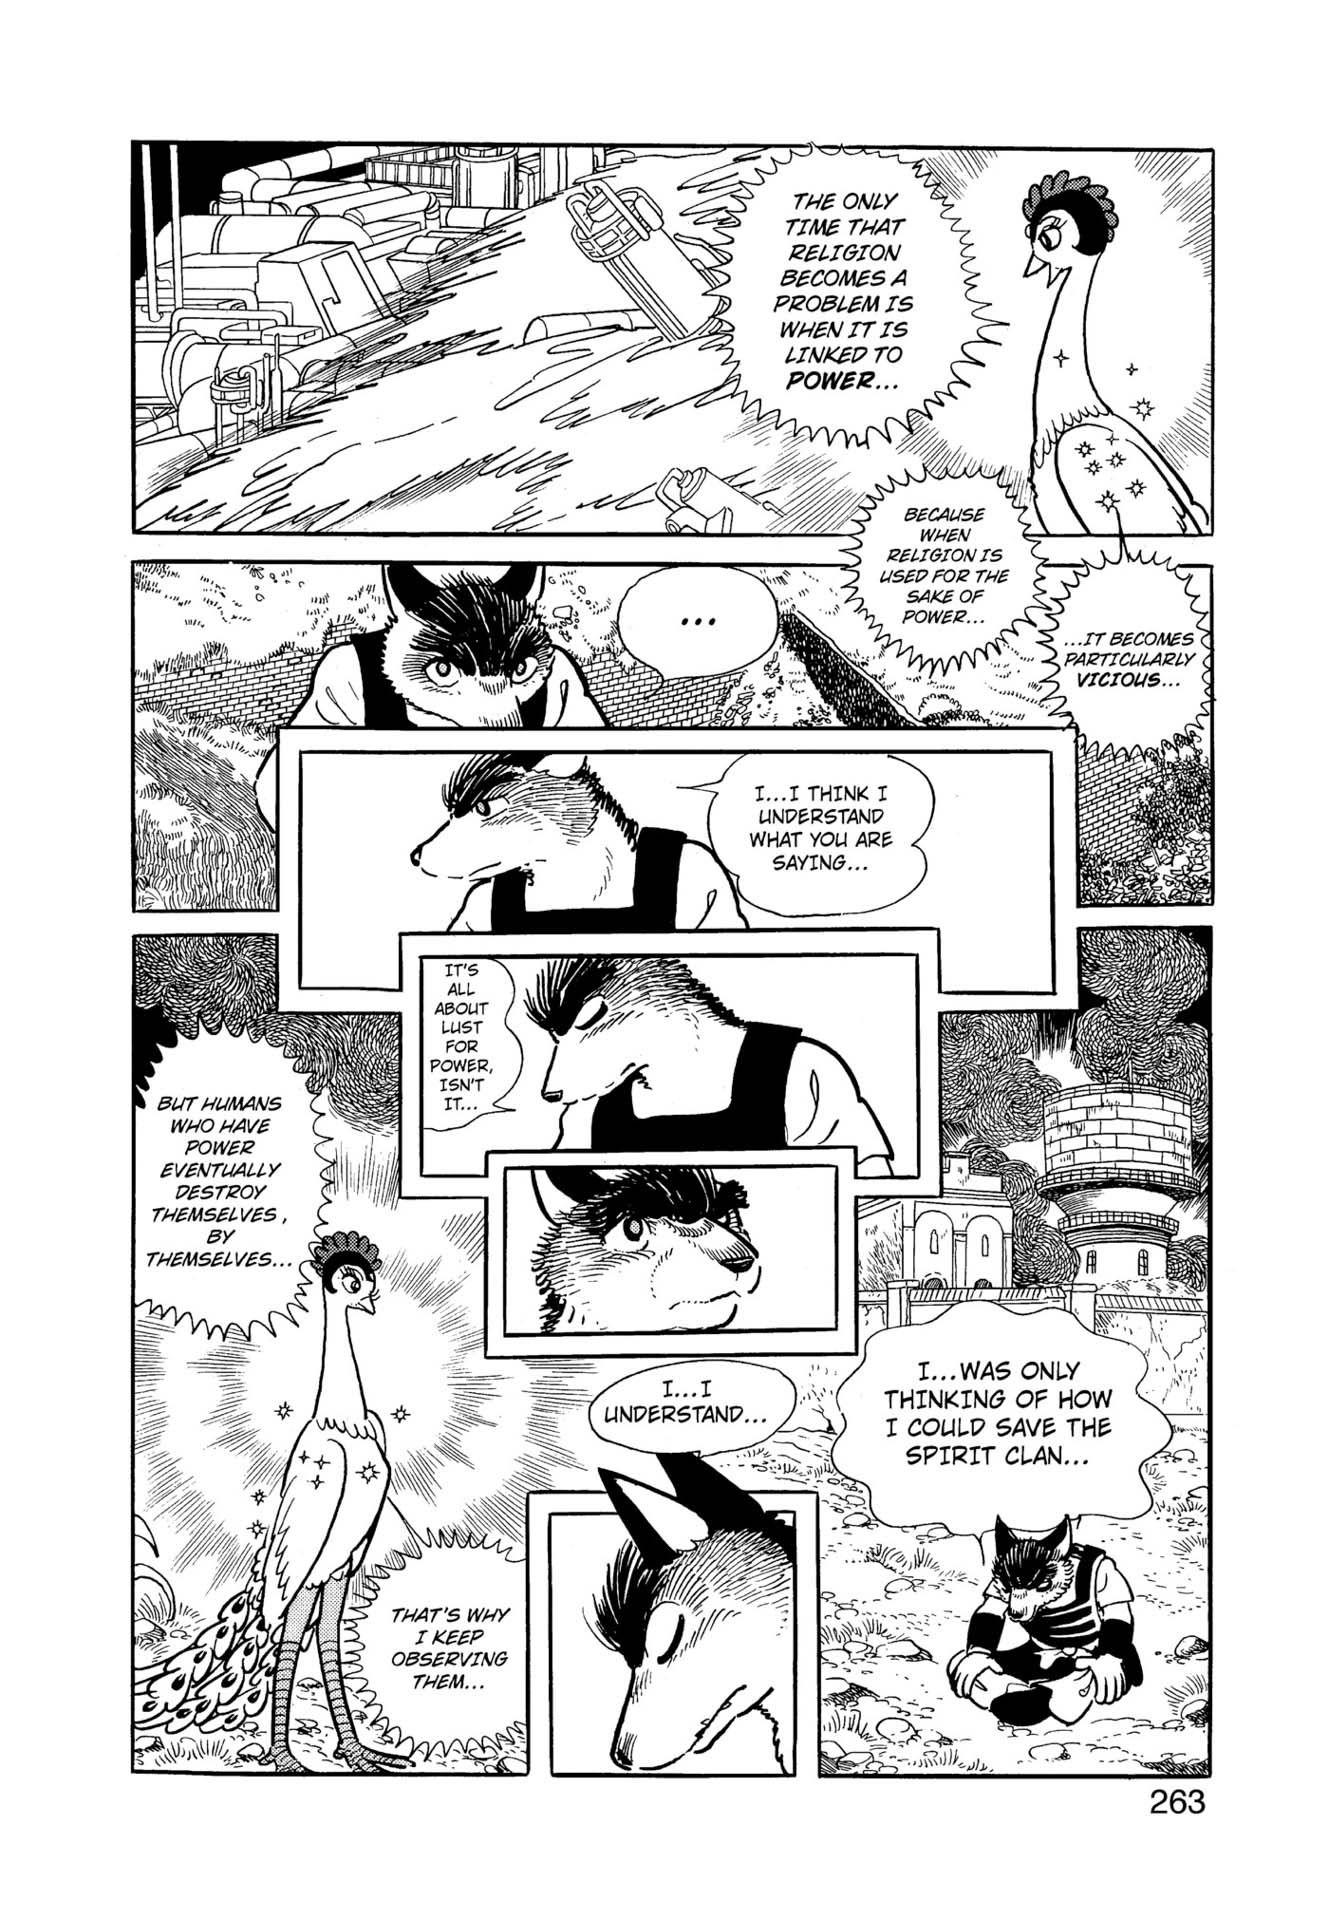 THE ONLY
TIME THAT
RELIGION
BECOMES A
PROBLEM IS
WHEN IT IS
LINKED TO
POWER...
BECAUSE
WHEN
RELIGION IS
USED FOR THE
SAKE OF
POWER...
...IT BECOMES
PARTICULARLY
VICIOUS...
...
I...I THINK I
UNDERSTAND
WHAT YOU ARE
SAYING...
IT'S
ALL
ABOUT
LUST
FOR
POWER,
ISN'T
IT...
BUT HUMANS
WHO HAVE
POWER
EVENTUALLY
DESTROY
THEMSELVES,
BY
THEMSELVES...
THAT'S WHY
I KEEP
OBSERVING
THEM...
I...I
UNDERSTAND...
I...WAS ONLY
THINKING OF HOW
I COULD SAVE THE
SPIRIT CLAN...
263